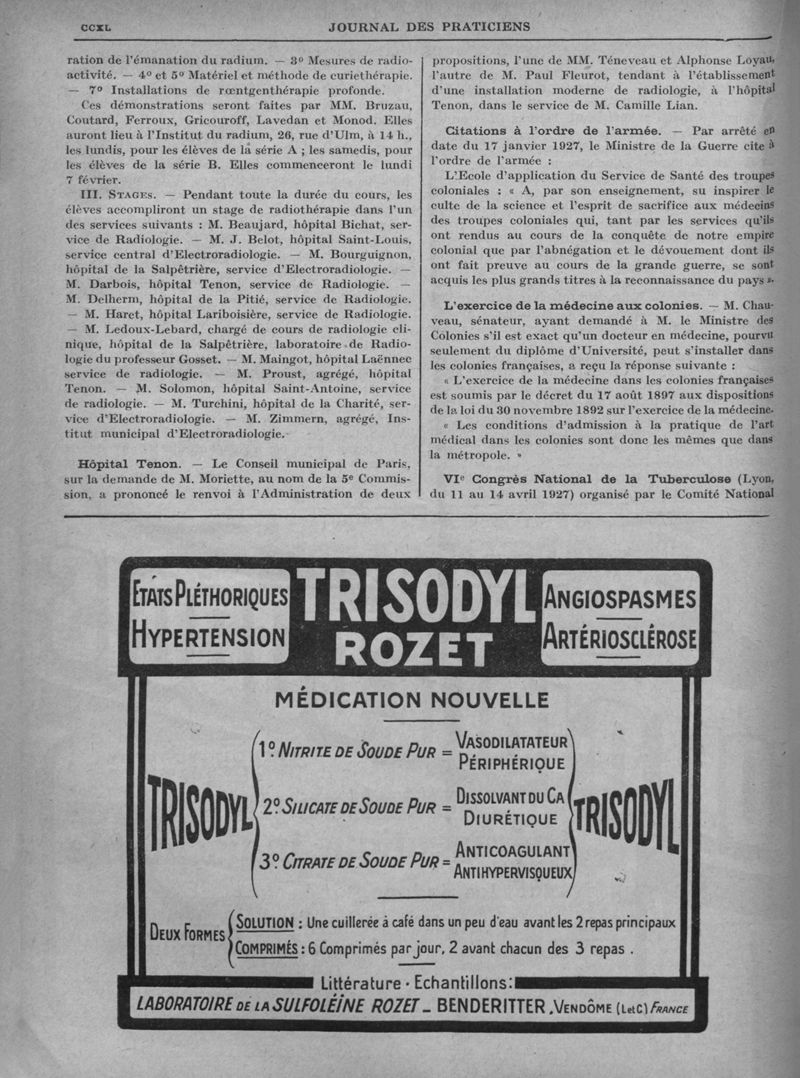 CCXL
JOURNAL DES PRATICIENS
ration de l'émanation du radium. — 3º Mesures de radio-
activité. — 4º et 5º Matériel et méthode de curiethérapie.
— 7º Installations de rœntgenthérapie profonde.
Ces démonstrations seront faites par MM. Bruzau,
Coutard, Ferroux, Gricouroff, Lavedan et Monod. Elles
auront lieu à l'Institut du radium, 26, rue d'Ulm, à 14 h.,
les lundis, pour les élèves de la série A ; les samedis, pour
les élèves de la série B. Elles commenceront le lundi
7 février.
III. STAGES. — Pendant toute la durée du cours, les
élèves accompliront un stage de radiothérapie dans l'un
des services suivants : M. Beaujard, hôpital Bichat, ser-
vice de Radiologie. — M. J. Belot, hôpital Saint-Louis,
service central d'Electroradiologie. — M. Bourguignon,
hôpital de la Salpêtrière, service d'Electroradiologie. —
M. Darbois, hôpital Tenon, service de Radiologie. —
M. Delherm, hôpital de la Pitié, service de Radiologie.
— M. Haret, hôpital Lariboisière, service de Radiologie.
— M. Ledoux-Lebard, chargé de cours de radiologie cli-
nique, hôpital de la Salpêtrière, laboratoire de Radio-
logie du professeur Gosset. — M. Maingot, hôpital Laënnec
service de radiologie. — M. Proust, agrégé, hôpital
Tenon. — M. Solomon, hôpital Saint-Antoine, service
de radiologie. — M. Turchini, hôpital de la Charité, ser-
vice d'Electroradiologie. — M. Zimmern, agrégé, Ins-
titut municipal d'Electroradiologie.
Hôpital Tenon. — Le Conseil municipal de Paris,
sur la demande de M. Moriette, au nom de la 5e Commis-
sion, a prononcé le renvoi à l'Administration de deux
propositions, l'une de MM. Téneveau et Alphonse Loyau,
l'autre de M. Paul Fleurot, tendant à l'établissement
d'une installation moderne de radiologie, à l'hôpital
Tenon, dans le service de M. Camille Lian.
Citations à l'ordre de l'armée. — Par arrêté en
date du 17 janvier 1927, le Ministre de la Guerre cite à
l'ordre de l'armée :
L'Ecole d'application du Service de Santé des troupes
coloniales : « A, par son enseignement, su inspirer le
culte de la science et l'esprit de sacrifice aux médecins
des troupes coloniales qui, tant par les services qu'ils
ont rendus au cours de la conquête de notre empire
colonial que par l'abnégation et le dévouement dont ils
ont fait preuve au cours de la grande guerre, se sont
acquis les plus grands titres à la reconnaissance du pays ».
L'exercice de la médecine aux colonies. — M. Chau-
veau, sénateur, ayant demandé à M. le Ministre des
Colonies s'il est exact qu'un docteur en médecine, pourvu
seulement du diplôme d'Université, peut s'installer dans
les colonies françaises, a reçu la réponse suivante :
« L'exercice de la médecine dans les colonies françaises
est soumis par le décret du 17 août 1897 aux dispositions
de la loi du 30 novembre 1892 sur l'exercice de la médecine.
« Les conditions d'admission à la pratique de l'art
médical dans les colonies sont donc les mêmes que dans
la métropole. »
VIe Congrès National de la Tuberculose (Lyon,
du 11 au 14 avril 1927) organisé par le Comité National
ETATS PLÉTHORIQUES
HYPERTENSION
TRISODYL
ROZET
ANGIOSPASMES
ARTÉRIOSCLÉROSE
MÉDICATION NOUVELLE
TRISODYL
1º. NITRITE DE SOUDE PUR = VASODILATATEUR PÉRIPHÉRIQUE
2º. SILICATE DE SOUDE PUR = DISSOLVANT DU CA DIURÉTIQUE
3º. CITRATE DE SOUDE PUR = ANTICOAGULANT ANTIHYPERVISQUEUX
TRISODYL
DEUX FORMES
SOLUTION : Une cuillerée à café dans un peu d'eau avant les 2 repas principaux
COMPRIMÉS : 6 Comprimés par jour, 2 avant chacun des 3 repas .
Littérature · Echantillons:
LABORATOIRE DE LA SULFOLÉINE ROZET _ BENDERITTER , VENDÔME (LetC) FRANCE